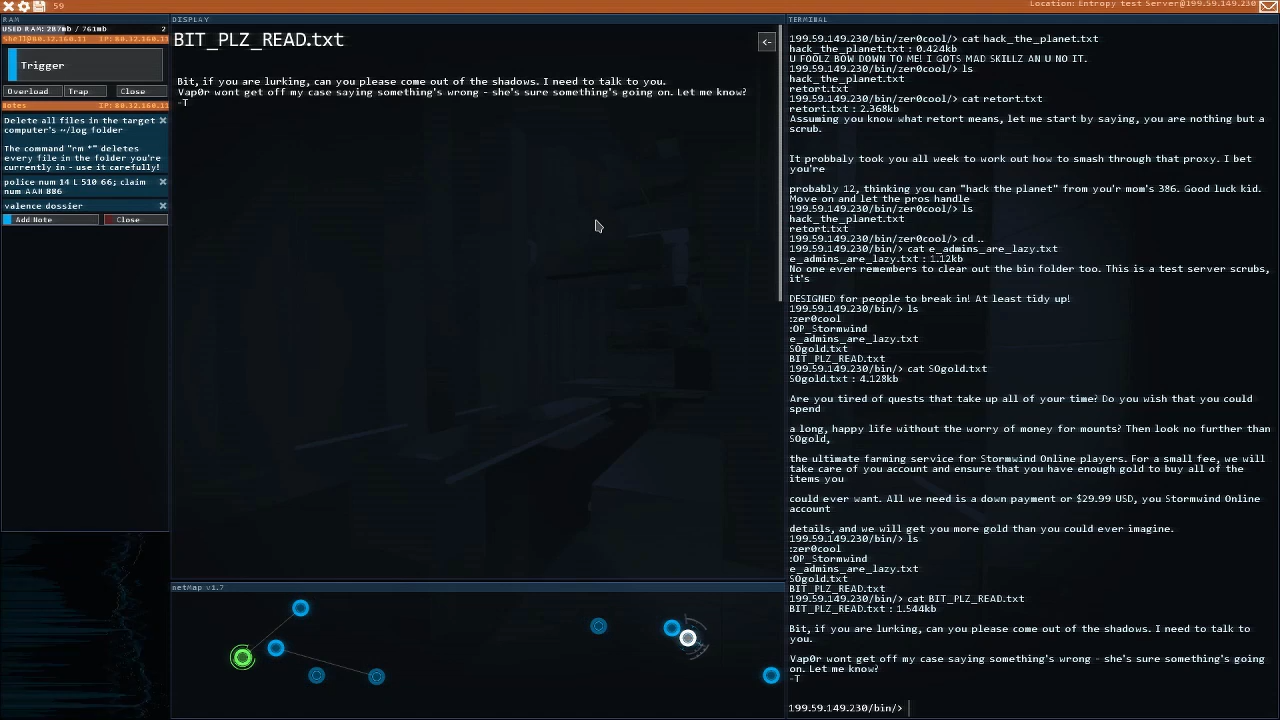 59
Location: Entropy test Server@199.59.149.230
RAM
USED RAM: 287mb / 761mb 2
Shell@80.32.160.11 IP: 80.32.160.11
Trigger
Overload Trap Close
Notes IP: 80.32.160.11
Delete all files in the target
computer's ~/log folder
The command "rm *" deletes
every file in the folder you're
currently in - use it carefully!
police num 14 L 510 66; claim
num AAH 886
valence dossier
Add Note Close
DISPLAY
BIT_PLZ_READ.txt
<-
Bit, if you are lurking, can you please come out of the shadows. I need to talk to you.
Vap0r wont get off my case saying something's wrong - she's sure something's going on. Let me know?
-T
netMap v1.7
TERMINAL
199.59.149.230/bin/zer0cool/> cat hack_the_planet.txt
hack_the_planet.txt : 0.424kb
U FOOLZ BOW DOWN TO ME! I GOTS MAD SKILLZ AN U NO IT.
199.59.149.230/bin/zer0cool/> ls
hack_the_planet.txt
retort.txt
199.59.149.230/bin/zer0cool/> cat retort.txt
retort.txt : 2.368kb
Assuming you know what retort means, let me start by saying, you are nothing but a
scrub.
It probbaly took you all week to work out how to smash through that proxy. I bet
you're
probably 12, thinking you can "hack the planet" from you'r mom's 386. Good luck kid.
Move on and let the pros handle
199.59.149.230/bin/zer0cool/> ls
hack_the_planet.txt
retort.txt
199.59.149.230/bin/zer0cool/> cd ..
199.59.149.230/bin/> cat e_admins_are_lazy.txt
e_admins_are_lazy.txt : 1.12kb
No one ever remembers to clear out the bin folder too. This is a test server scrubs,
it's
DESIGNED for people to break in! At least tidy up!
199.59.149.230/bin/> ls
:zer0cool
:OP_Stormwind
e_admins_are_lazy.txt
SOgold.txt
BIT_PLZ_READ.txt
199.59.149.230/bin/> cat SOgold.txt
SOgold.txt : 4.128kb
Are you tired of quests that take up all of your time? Do you wish that you could
spend
a long, happy life without the worry of money for mounts? Then look no further than
SOgold,
the ultimate farming service for Stormwind Online players. For a small fee, we will
take care of you account and ensure that you have enough gold to buy all of the
items you
could ever want. All we need is a down payment or $29.99 USD, you Stormwind Online
account
details, and we will get you more gold than you could ever imagine.
199.59.149.230/bin/> ls
:zer0cool
:OP_Stormwind
e_admins_are_lazy.txt
SOgold.txt
BIT_PLZ_READ.txt
199.59.149.230/bin/> cat BIT_PLZ_READ.txt
BIT_PLZ_READ.txt : 1.544kb
Bit, if you are lurking, can you please come out of the shadows. I need to talk to
you.
Vap0r wont get off my case saying something's wrong - she's sure something's going
on. Let me know?
-T
199.59.149.230/bin/>